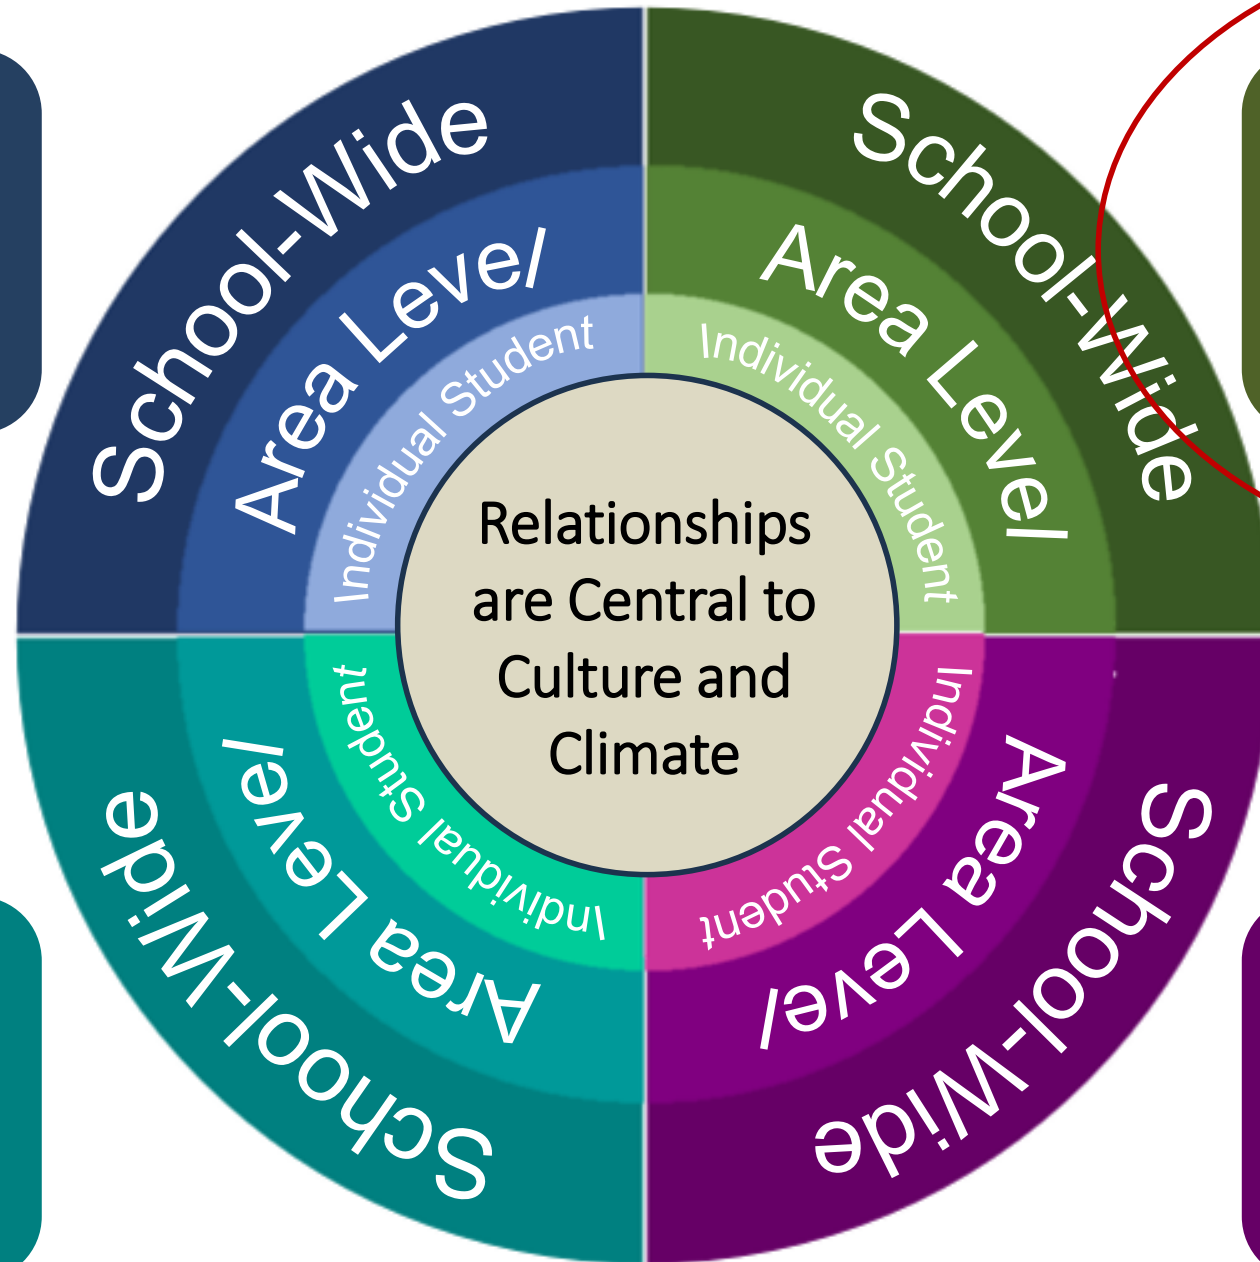 School-Wide
Area Level
Individual Student
School-Wide
Area Level
Individual Student
Relationships
are Central to
Culture and
Climate
Individual Student
Area Level
School-Wide
Individual Student
Area Level
School-Wide